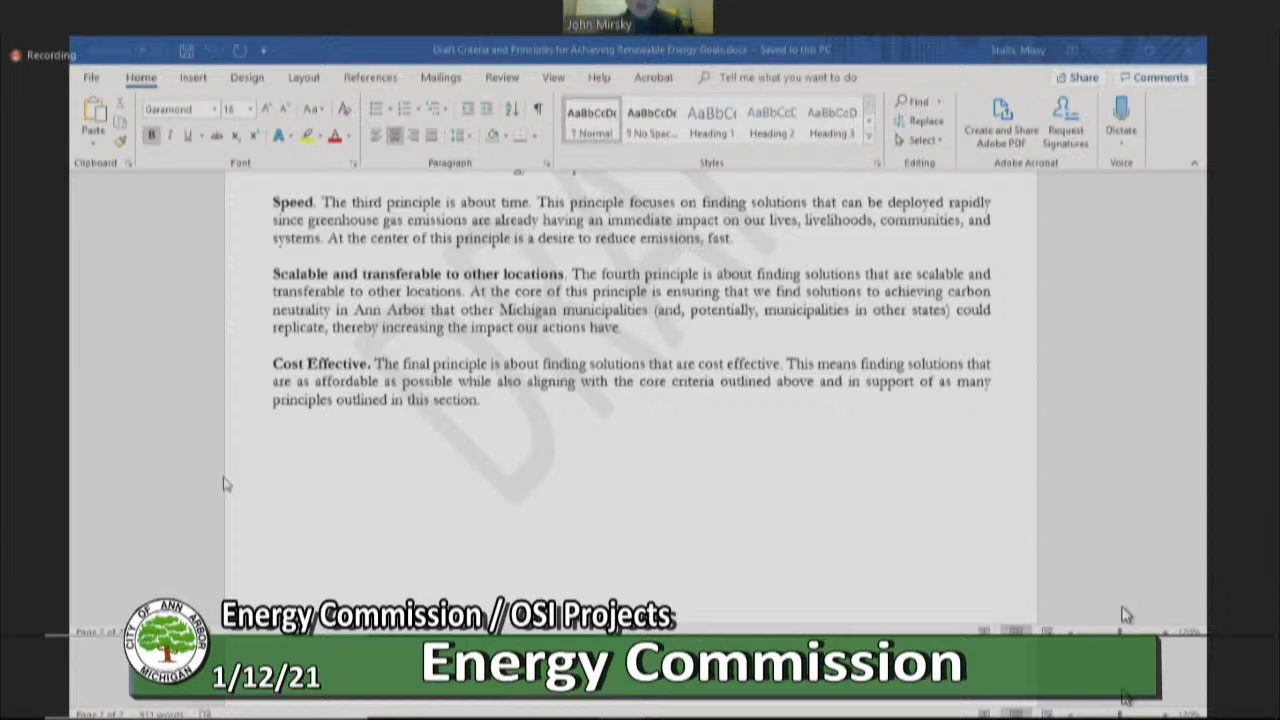 John Mirsky
Recording
Draft Criteria and Principles for Achieving Renewable Energy Goals.docx - Saved to this PC
Stults, Missy
File Home Insert Design Layout References Mailings Review View Help Acrobat Tell me what you want to do Share Comments
Garamond 16 Aa
Find
Replace
Select
Paste
Create and Share Adobe PDF
Request Signatures
Dictate
AaBbCcDc AaBbCcDc AaBbC( AaBbCcC AaBbCcD
¶ Normal ¶ No Spac... Heading 1 Heading 2 Heading 3
Clipboard Font Paragraph Styles Editing Adobe Acrobat Voice
Speed. The third principle is about time. This principle focuses on finding solutions that can be deployed rapidly
since greenhouse gas emissions are already having an immediate impact on our lives, livelihoods, communities, and
systems. At the center of this principle is a desire to reduce emissions, fast.
Scalable and transferable to other locations. The fourth principle is about finding solutions that are scalable and
transferable to other locations. At the core of this principle is ensuring that we find solutions to achieving carbon
neutrality in Ann Arbor that other Michigan municipalities (and, potentially, municipalities in other states) could
replicate, thereby increasing the impact our actions have.
Cost Effective. The final principle is about finding solutions that are cost effective. This means finding solutions that
are as affordable as possible while also aligning with the core criteria outlined above and in support of as many
principles outlined in this section.
DRAFT
Energy Commission / OSI Projects
CITY OF ANN ARBOR
MICHIGAN
1/12/21
Energy Commission
Page 2 of 2 911 words